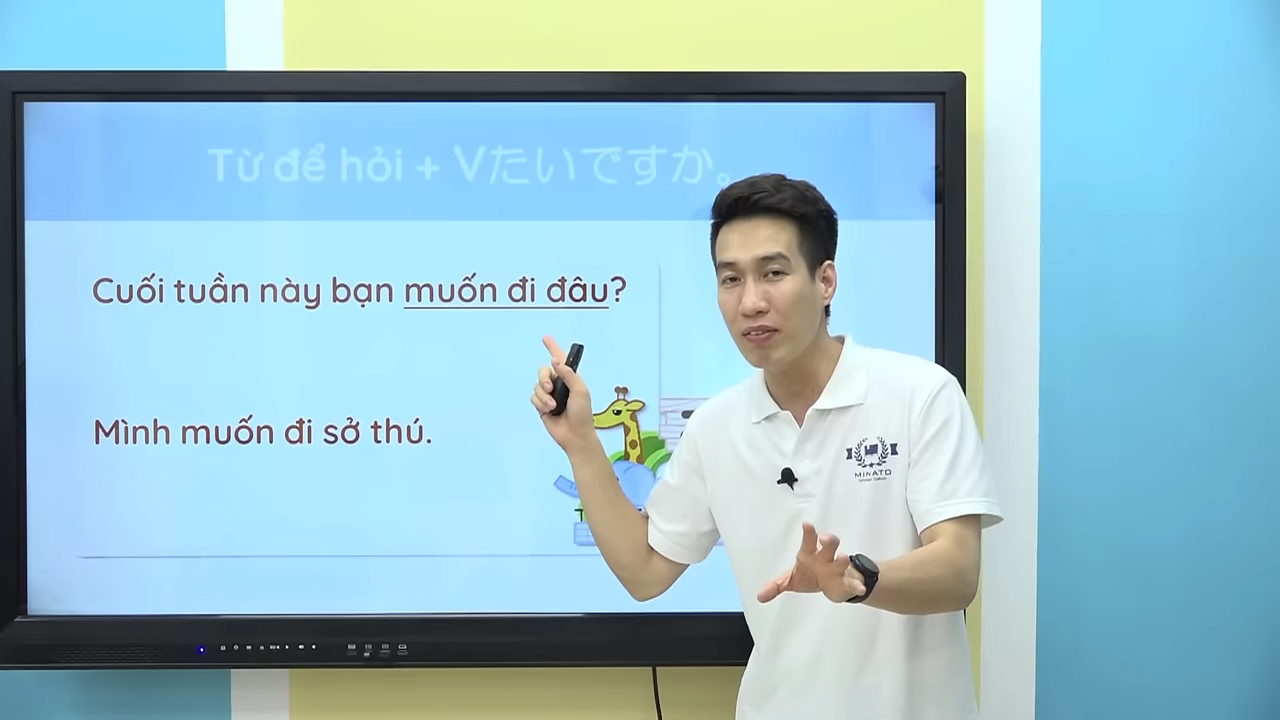 Từ để hỏi + Vたいですか。
Cuối tuần này bạn muốn đi đâu?
Mình muốn đi sở thú.
MINATO